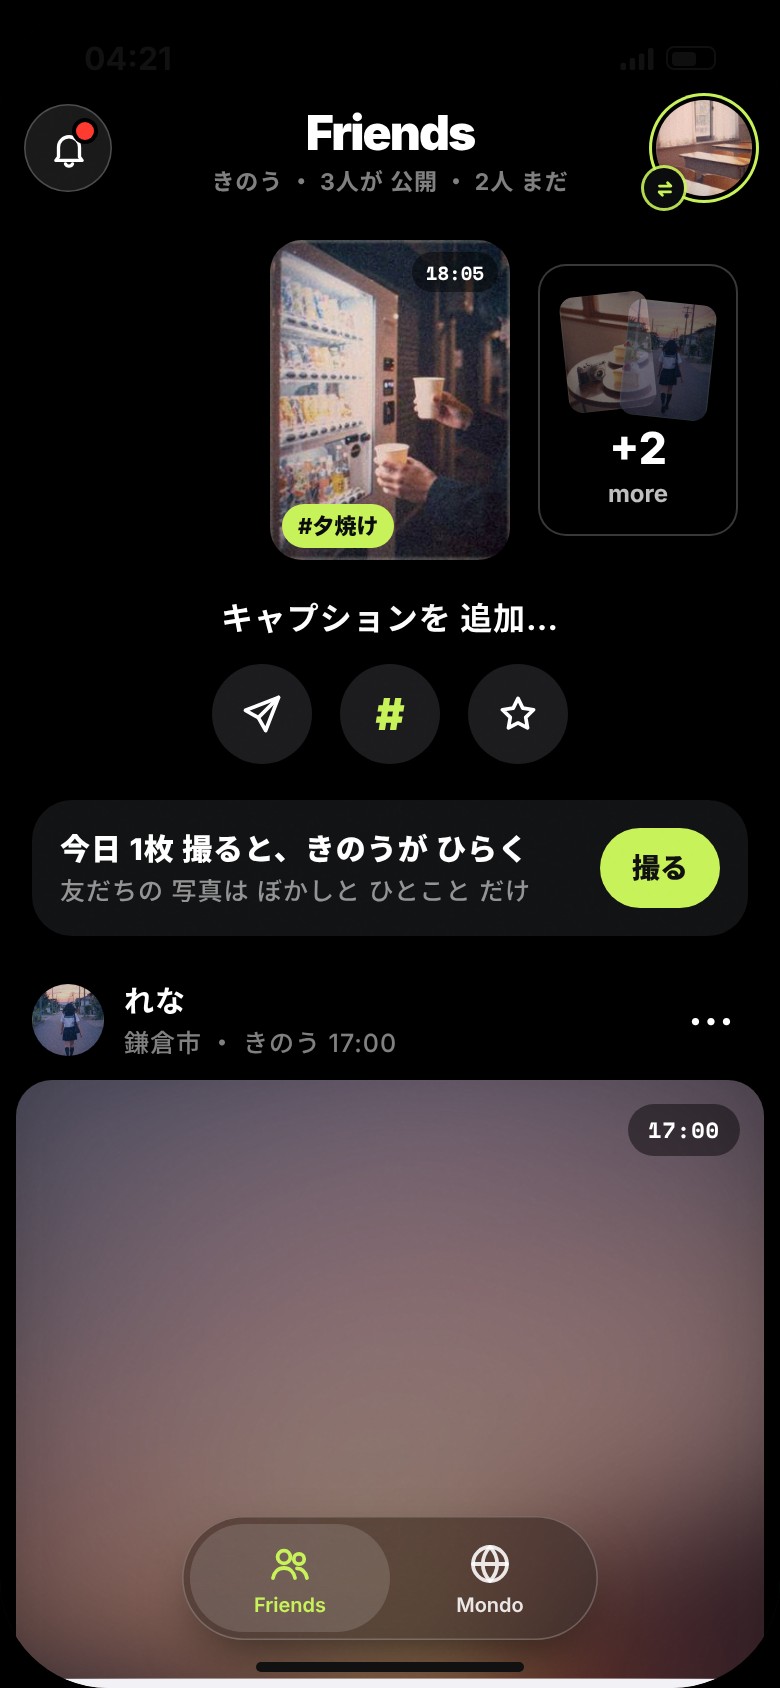 04:21
Friends
きのう ・ 3人が 公開 ・ 2人 まだ
18:05
#夕焼け
+2
more
キャプションを 追加...
#
今日 1枚 撮ると、きのうが ひらく
友だちの 写真は ぼかしと ひとこと だけ
撮る
れな
鎌倉市 ・ きのう 17:00
17:00
Friends
Mondo